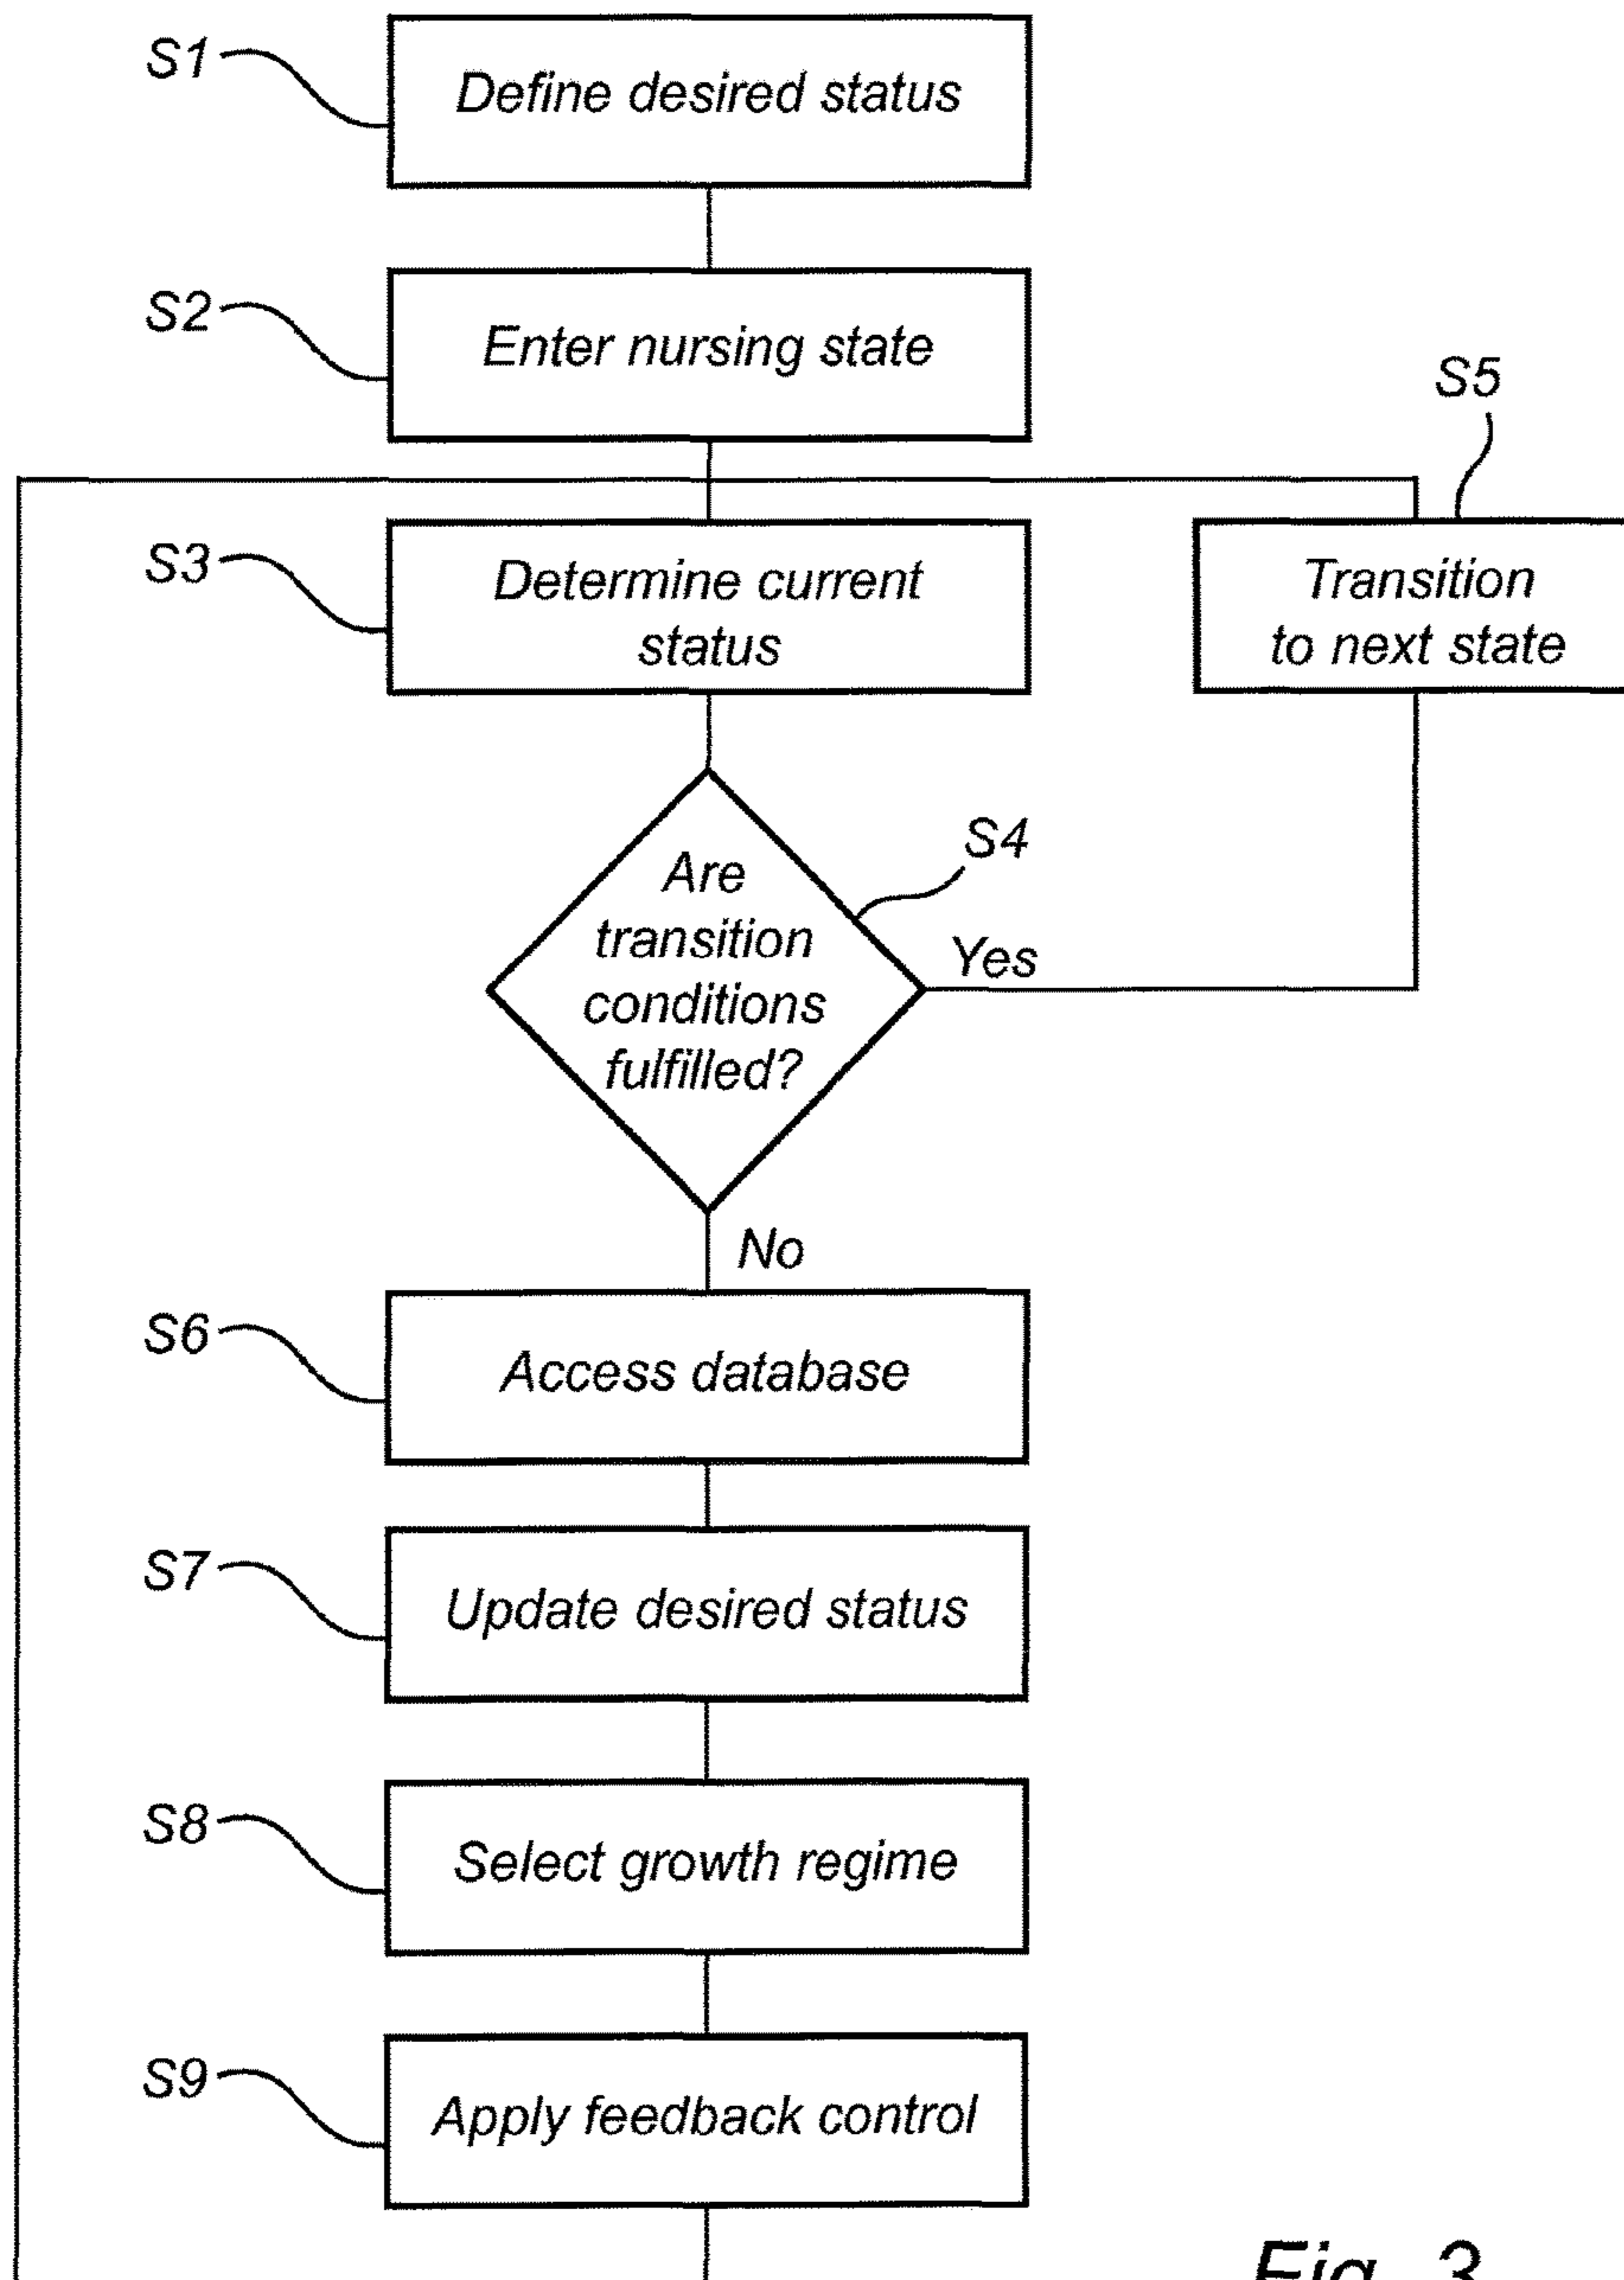 S1
Define desired status
S2
Enter nursing state
S5
S3
Determine current
status
Transition
to next state
S4
Are
transition
conditions
fulfilled?
Yes
No
S6
Access database
S7
Update desired status
S8
Select growth regime
S9
Apply feedback control
Fig. 3